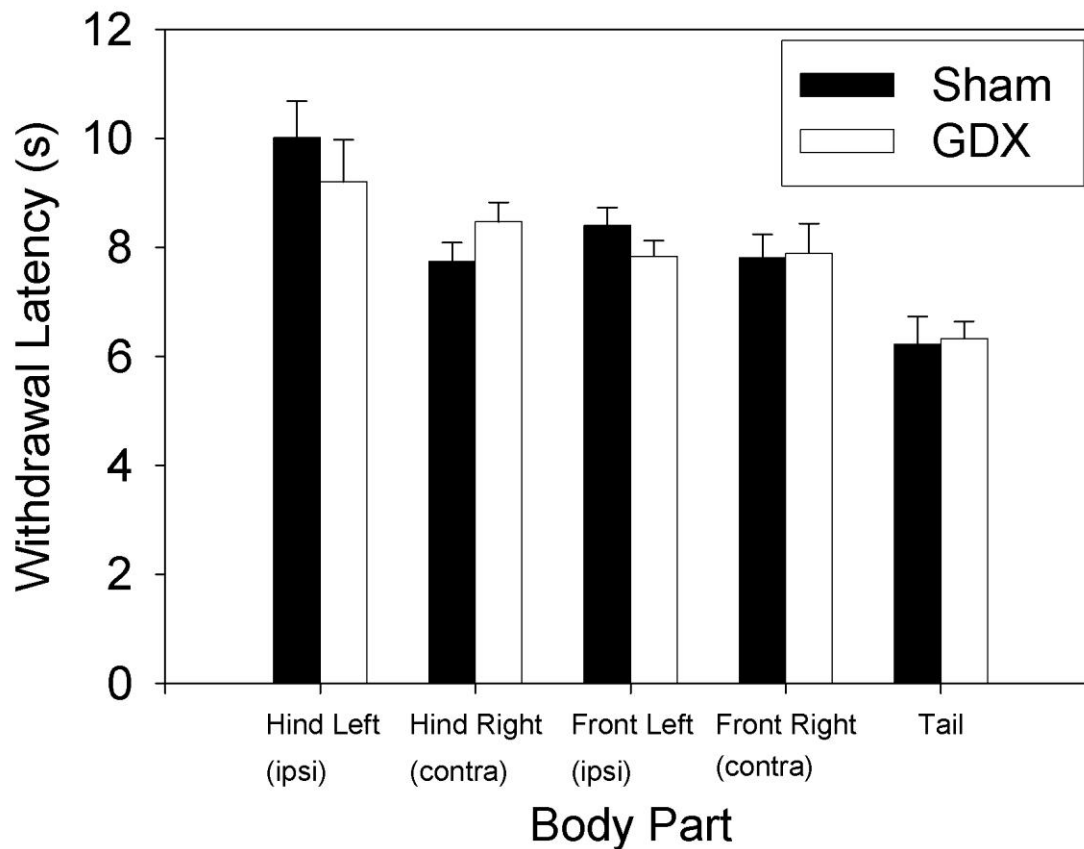 12
10
8
6
4
2
0
Withdrawal Latency (s)
Sham
GDX
Hind Left Hind Right Front Left Front Right Tail
(ipsi) (contra) (ipsi) (contra)
Body Part